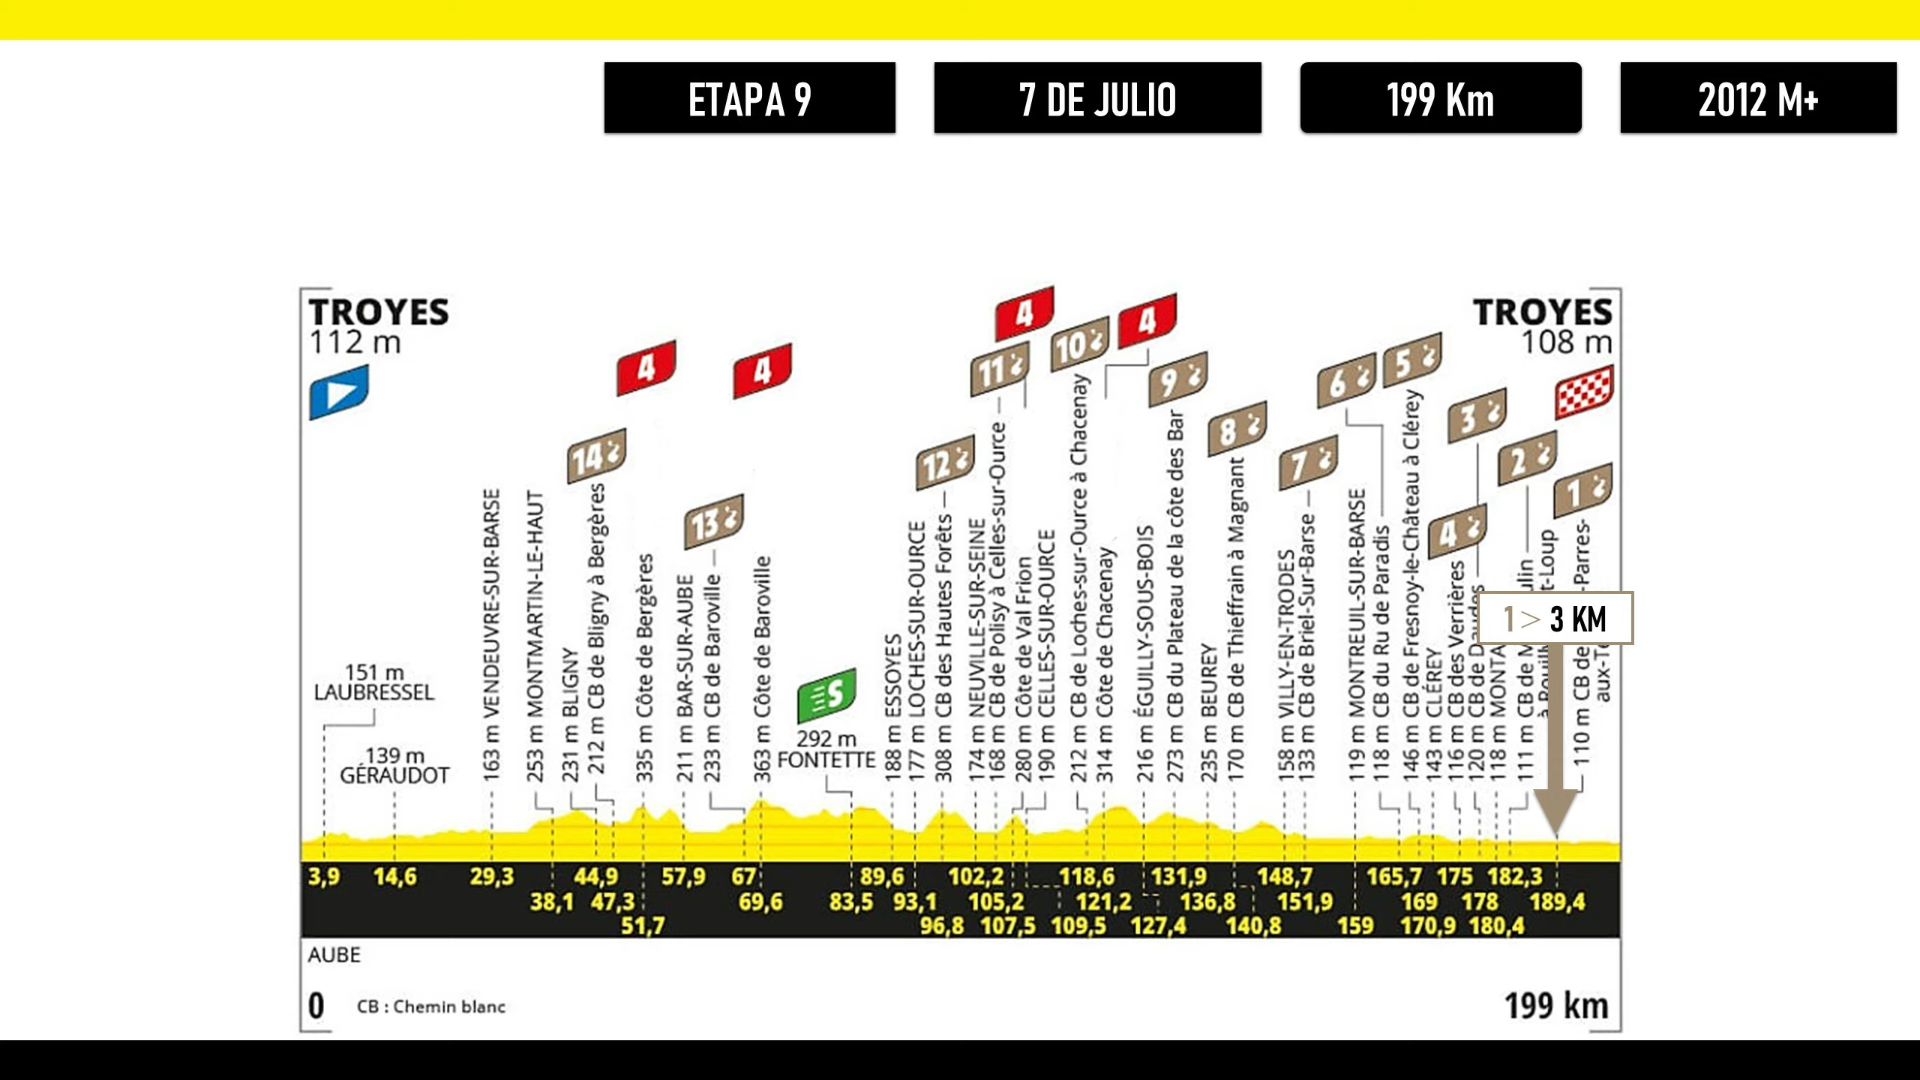 ETAPA 9
7 DE JULIO
199 Km
2012 M+
TROYES
112 m
TROYES
108 m
4
4
4
4
14
13
12
11
10
9
8
7
6
5
4
3
2
1
S
1 > 3 KM
151 m
LAUBRESSEL
139 m
GÉRAUDOT
163 m VENDEUVRE-SUR-BARSE
253 m MONTMARTIN-LE-HAUT
231 m BLIGNY
212 m CB de Bligny à Bergères
335 m Côte de Bergères
211 m BAR-SUR-AUBE
233 m CB de Baroville
363 m Côte de Baroville
292 m
FONTETTE
188 m ESSOYES
177 m LOCHES-SUR-OURCE
308 m CB des Hautes Forêts
174 m NEUVILLE-SUR-SEINE
168 m CB de Polisy à Celles-sur-Ource
280 m Côte de Val Frion
190 m CELLES-SUR-OURCE
212 m CB de Loches-sur-Ource à Chacenay
314 m Côte de Chacenay
216 m ÉGUILLY-SOUS-BOIS
273 m CB du Plateau de la côte des Bar
235 m BEUREY
170 m CB de Thieffrain à Magnant
158 m VILLY-EN-TRODES
133 m CB de Briel-Sur-Barse
119 m MONTREUIL-SUR-BARSE
118 m CB du Ru de Paradis
146 m CB de Fresnoy-le-Château à Clérey
143 m CLÉREY
116 m CB des Verrières
120 m CB de
118 m
111 m CB de
110 m CB de
3,9
14,6
29,3
38,1
44,9
47,3
51,7
57,9
67
69,6
83,5
89,6
93,1
96,8
102,2
105,2
107,5
109,5
118,6
121,2
127,4
131,9
136,8
140,8
148,7
151,9
159
165,7
169
170,9
175
178
180,4
182,3
189,4
AUBE
0
CB : Chemin blanc
199 km